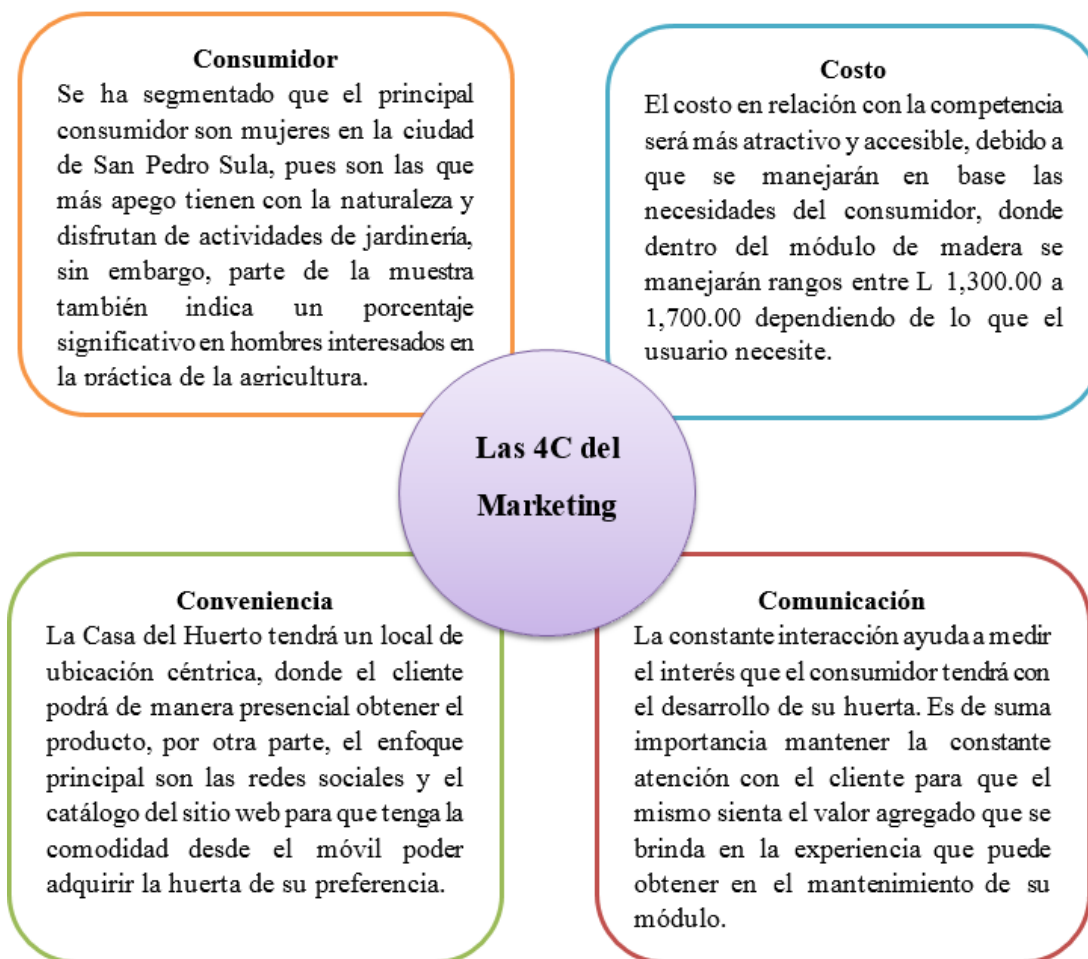 Consumidor
Se ha segmentado que el principal
consumidor son mujeres en la ciudad
de San Pedro Sula, pues son las que
más apego tienen con la naturaleza y
disfrutan de actividades de jardinería,
sin embargo, parte de la muestra
también indica un porcentaje
significativo en hombres interesados en
la práctica de la agricultura.
Costo
El costo en relación con la competencia
será más atractivo y accesible, debido a
que se manejarán en base las
necesidades del consumidor, donde
dentro del módulo de madera se
manejarán rangos entre L 1,300.00 a
1,700.00 dependiendo de lo que el
usuario necesite.
Las 4C del
Marketing
Conveniencia
La Casa del Huerto tendrá un local de
ubicación céntrica, donde el cliente
podrá de manera presencial obtener el
producto, por otra parte, el enfoque
principal son las redes sociales y el
catálogo del sitio web para que tenga la
comodidad desde el móvil poder
adquirir la huerta de su preferencia.
Comunicación
La constante interacción ayuda a medir
el interés que el consumidor tendrá con
el desarrollo de su huerta. Es de suma
importancia mantener la constante
atención con el cliente para que el
mismo sienta el valor agregado que se
brinda en la experiencia que puede
obtener en el mantenimiento de su
módulo.